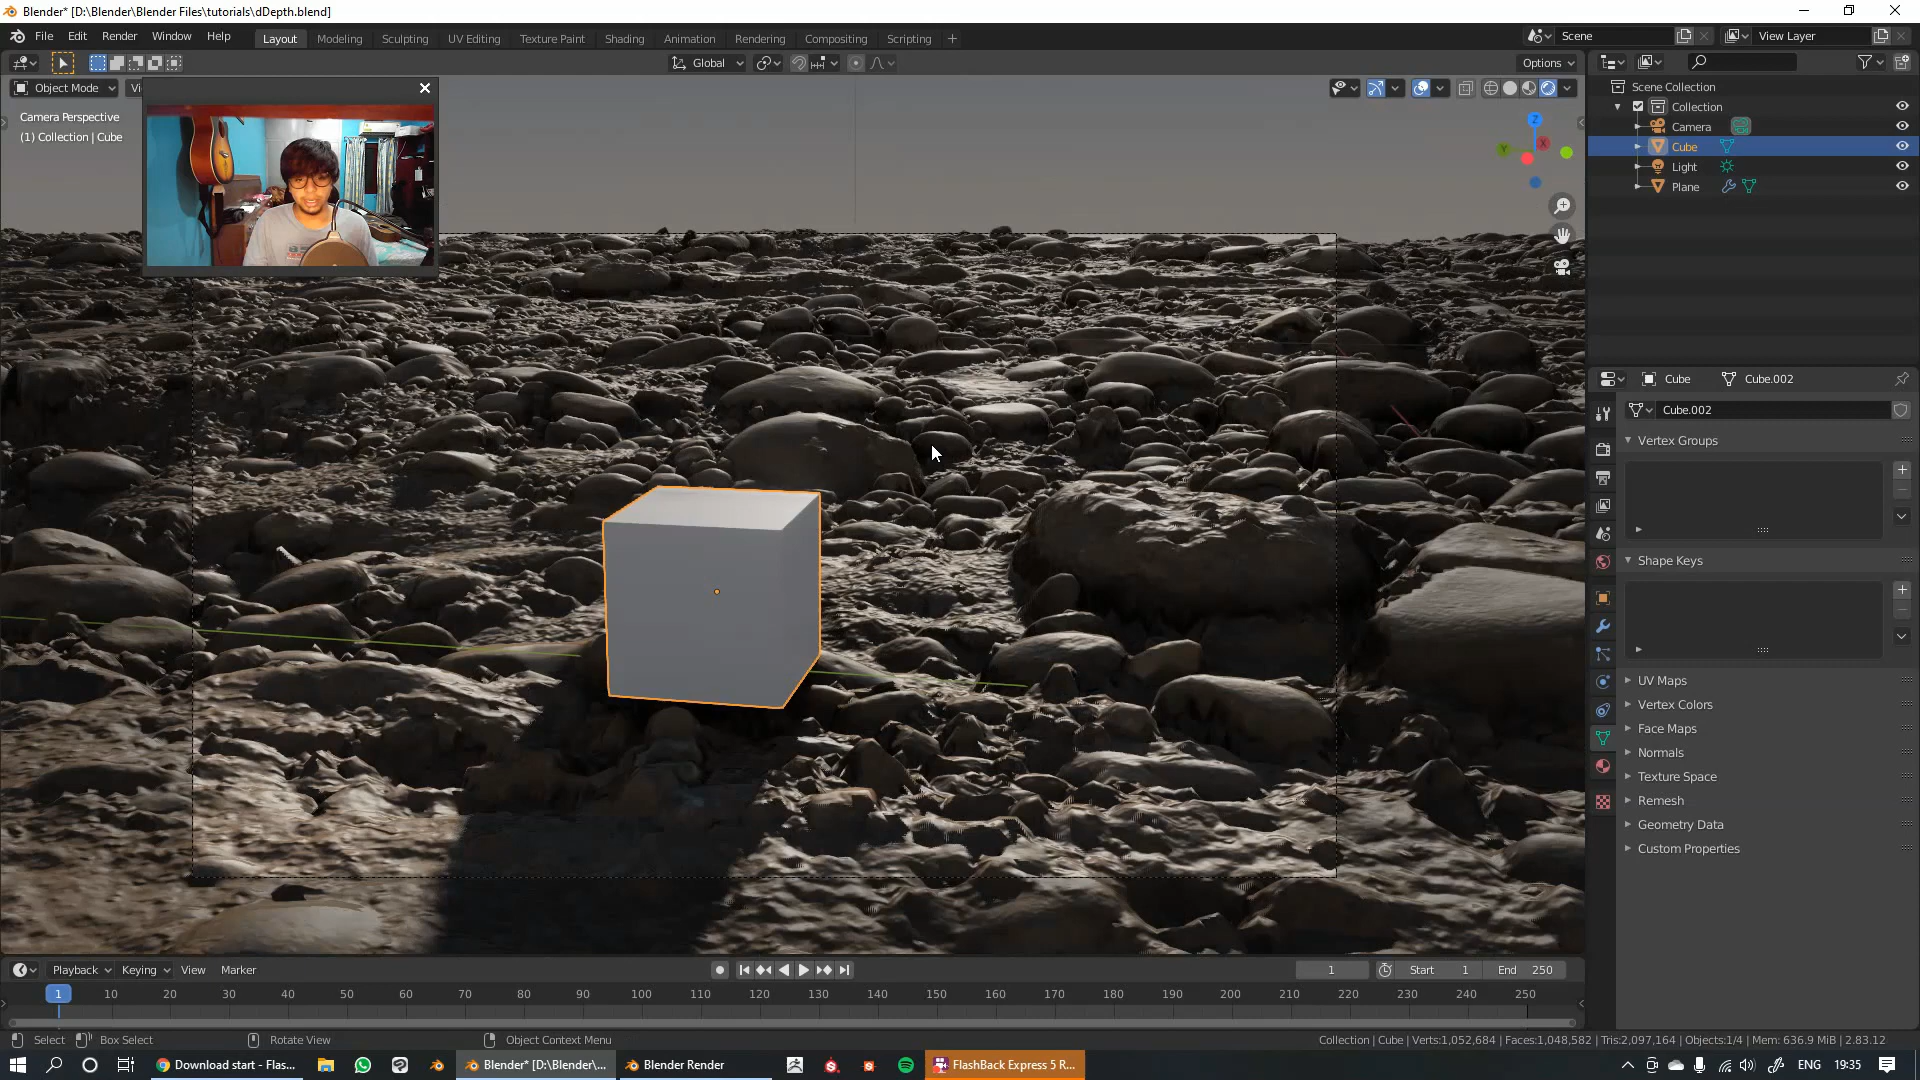 Blender* [D:\Blender\Blender Files\tutorials\dDepth.blend]
File Edit Render Window Help
Layout Modeling Sculpting UV Editing Texture Paint Shading Animation Rendering Compositing Scripting +
Scene
View Layer
Global
Options
Object Mode
Vi
Camera Perspective
(1) Collection | Cube
Z
Y
X
Scene Collection
Collection
Camera
Cube
Light
Plane
Cube Cube.002
Cube.002
Vertex Groups
Shape Keys
UV Maps
Vertex Colors
Face Maps
Normals
Texture Space
Remesh
Geometry Data
Custom Properties
Playback Keying View Marker
1 Start 1 End 250
1 10 20 30 40 50 60 70 80 90 100 110 120 130 140 150 160 170 180 190 200 210 220 230 240 250
Select Box Select Rotate View Object Context Menu
Collection | Cube | Verts:1,052,684 | Faces:1,048,582 | Tris:2,097,164 | Objects:1/4 | Mem: 636.9 MiB | 2.83.12
Download start - Flas...
Blender* [D:\Blender\...
Blender Render
FlashBack Express 5 R...
ENG 19:35